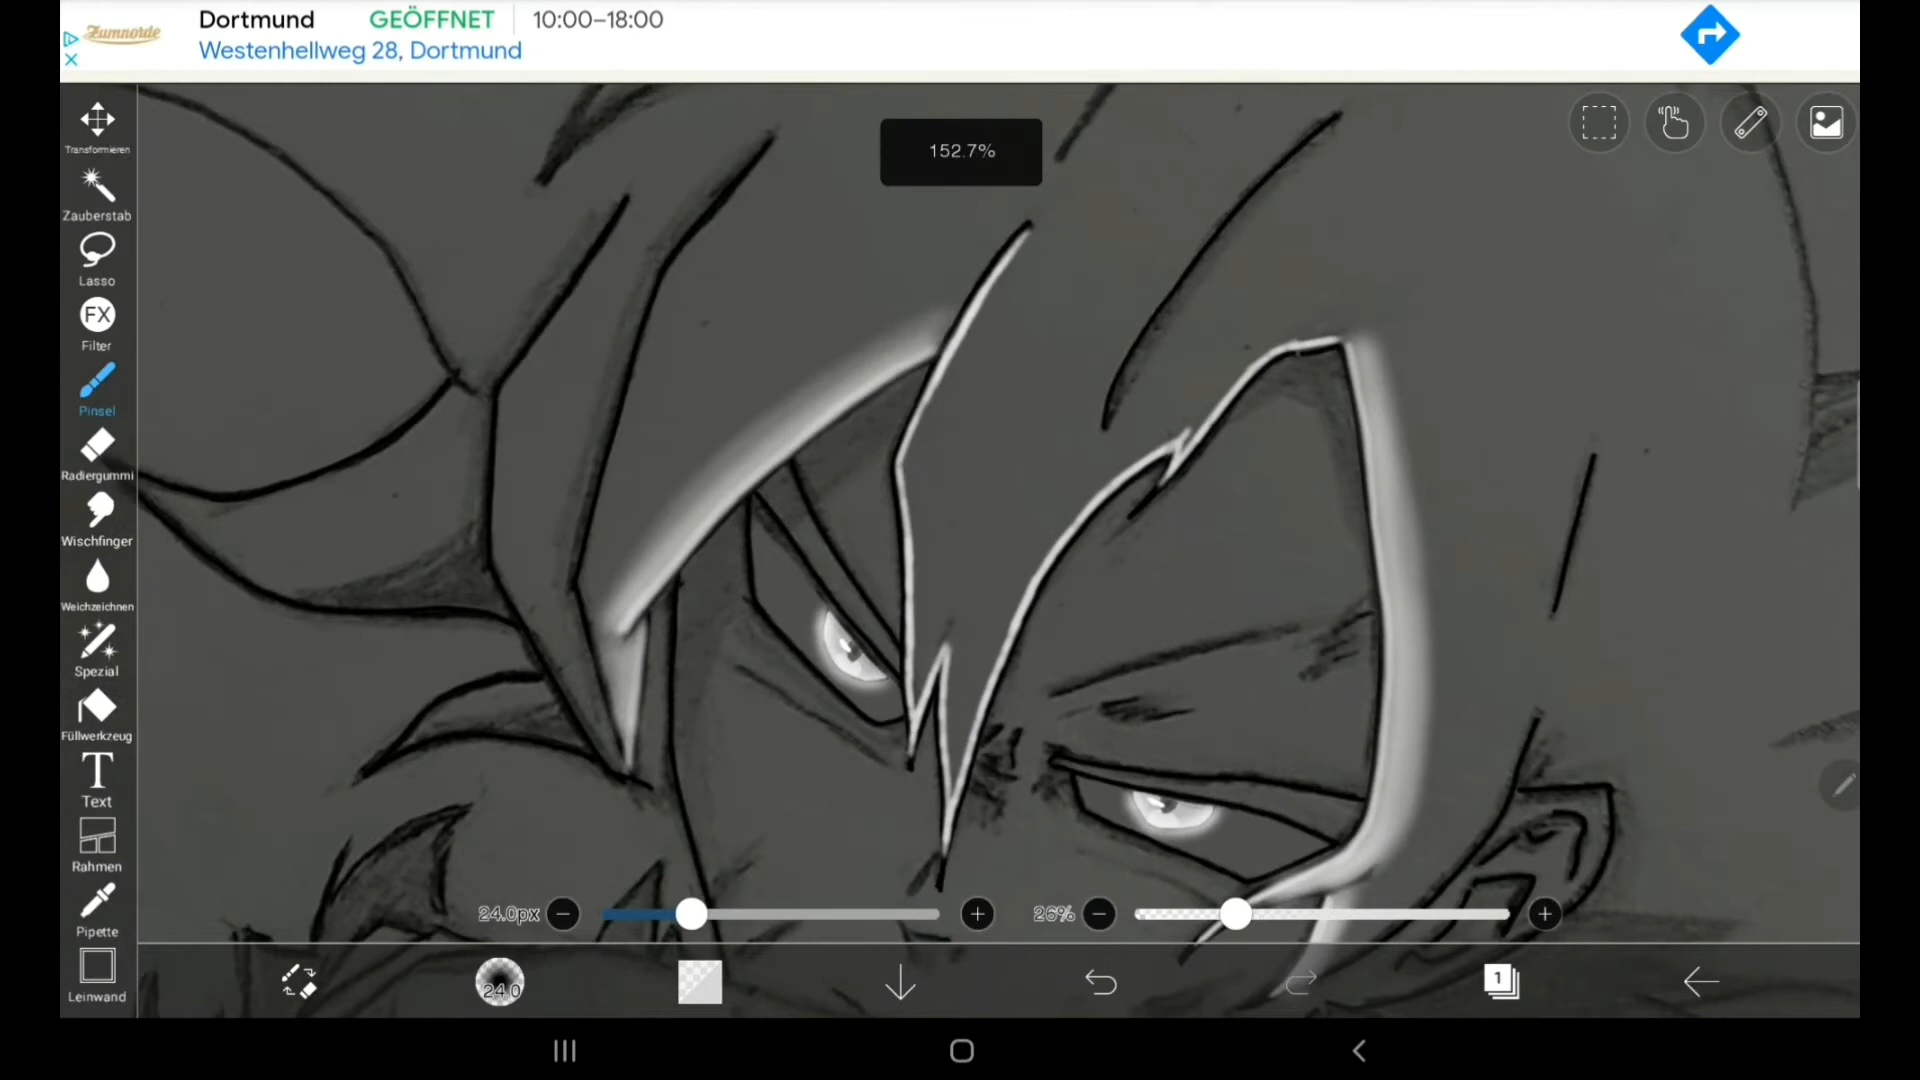 Zumnorde
Dortmund GEÖFFNET 10:00–18:00
Westenhellweg 28, Dortmund
152.7%
Transformieren
Zauberstab
Lasso
FX
Filter
Pinsel
Radiergummi
Wischfinger
Weichzeichnen
Spezial
Füllwerkzeug
T
Text
Rahmen
Pipette
Leinwand
24.0px
26%
24.0
1